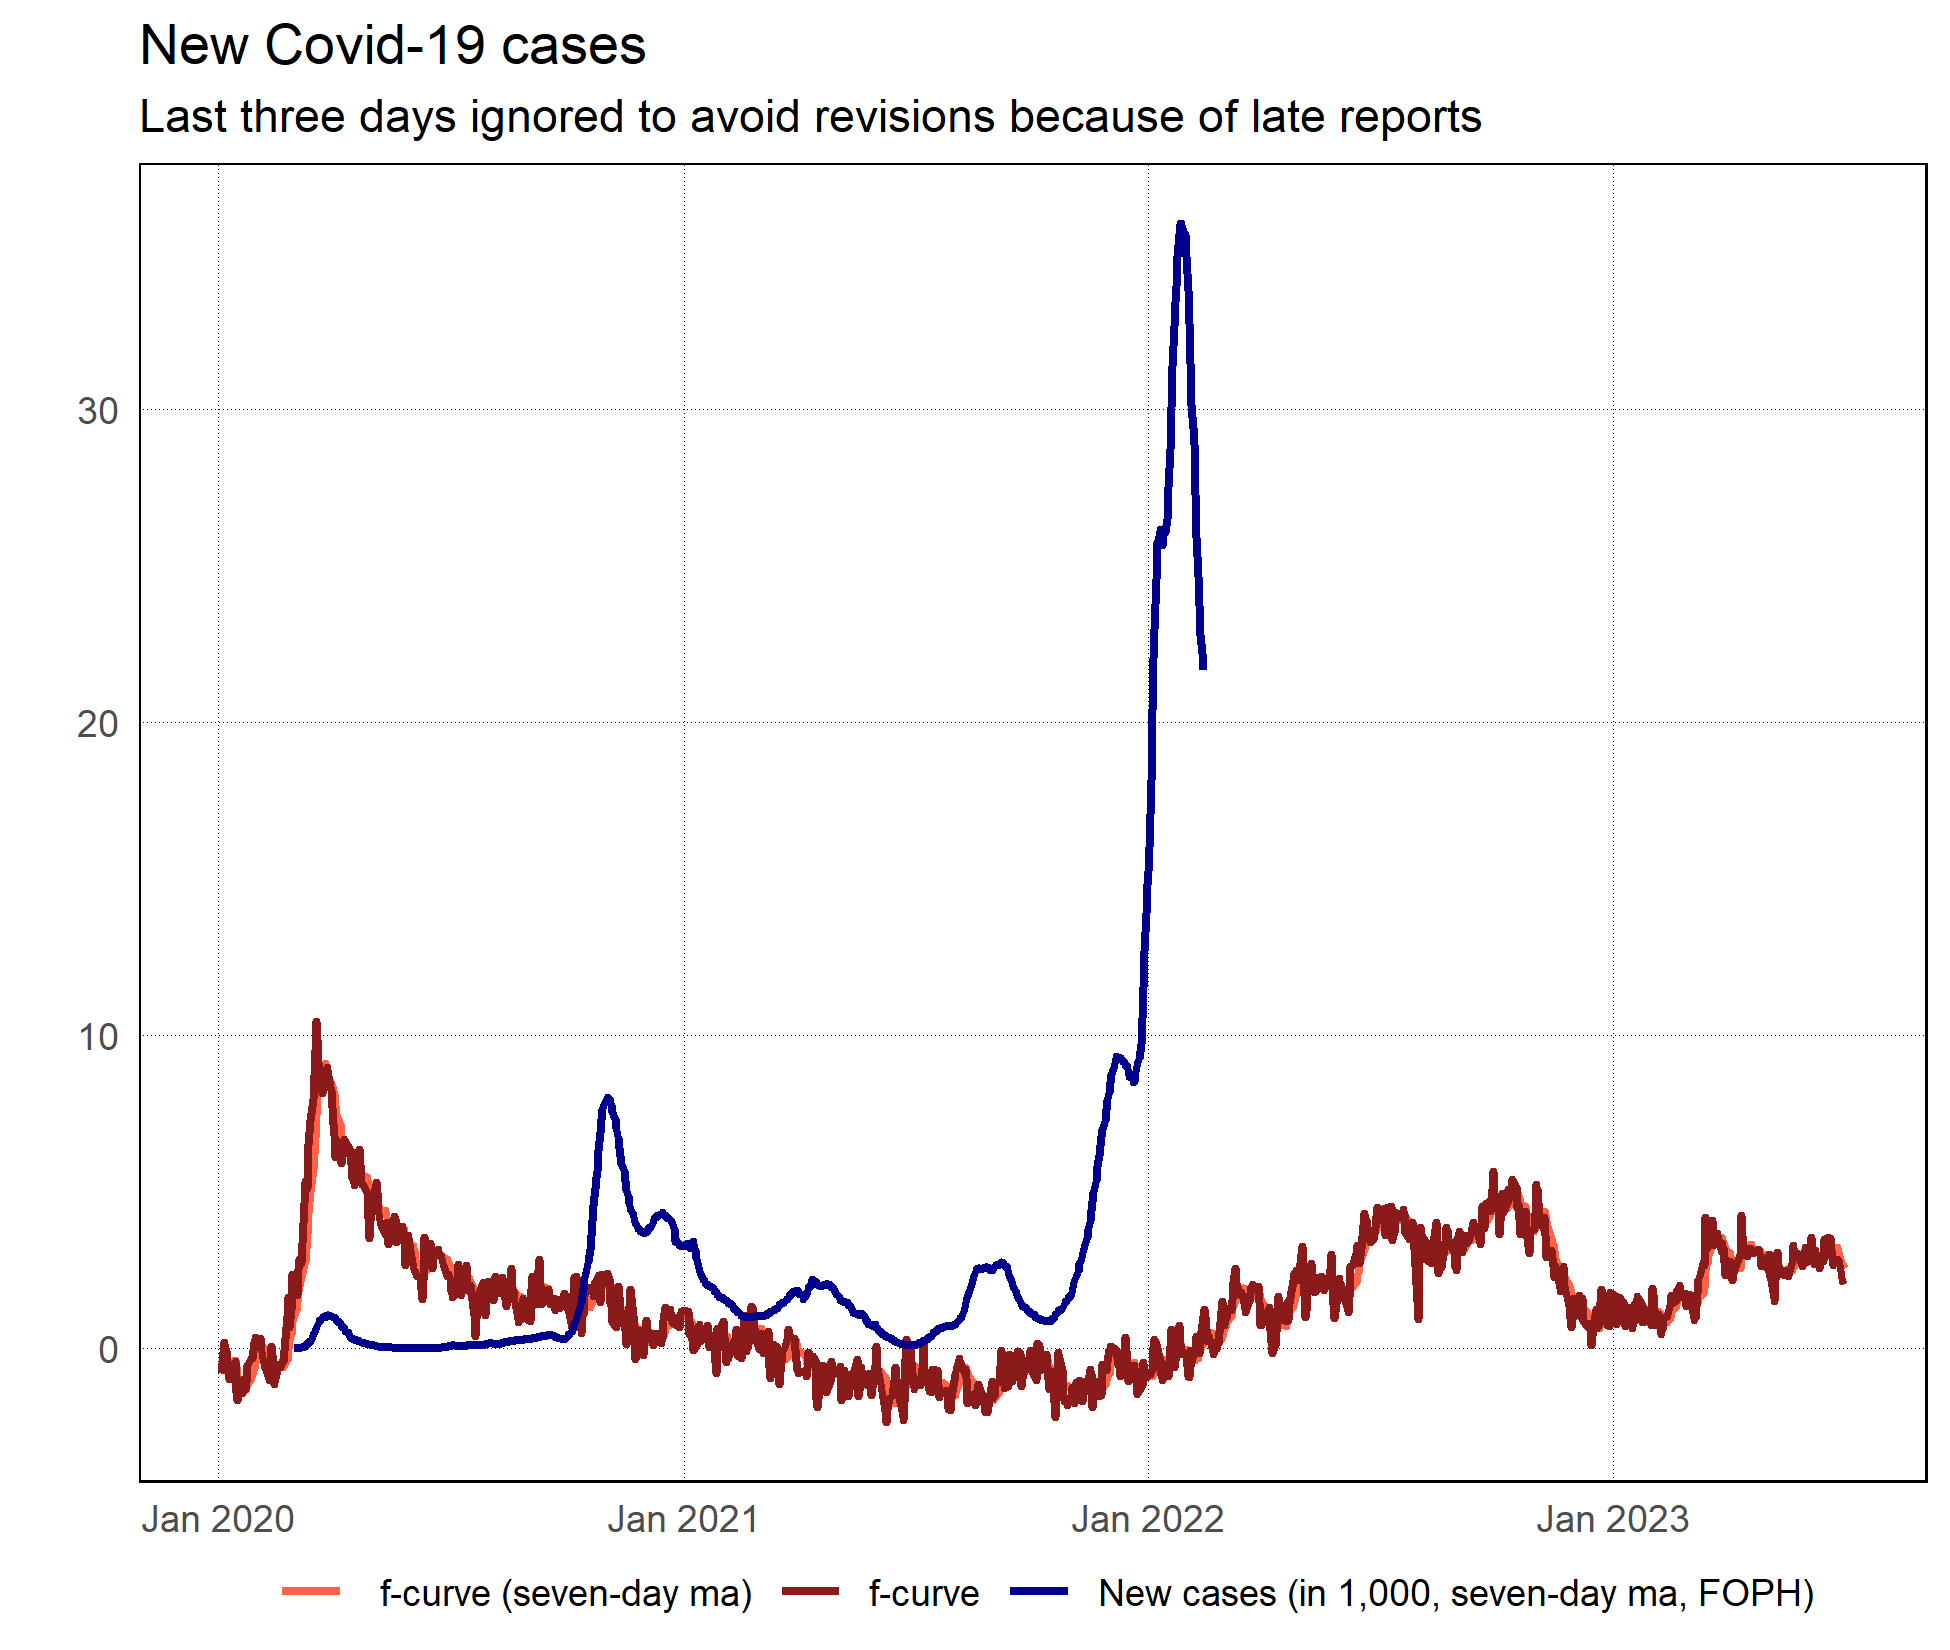 New Covid-19 cases
Last three days ignored to avoid revisions because of late reports
30
20
10
0
Jan 2020 Jan 2021 Jan 2022 Jan 2023
f-curve (seven-day ma) f-curve New cases (in 1,000, seven-day ma, FOPH)